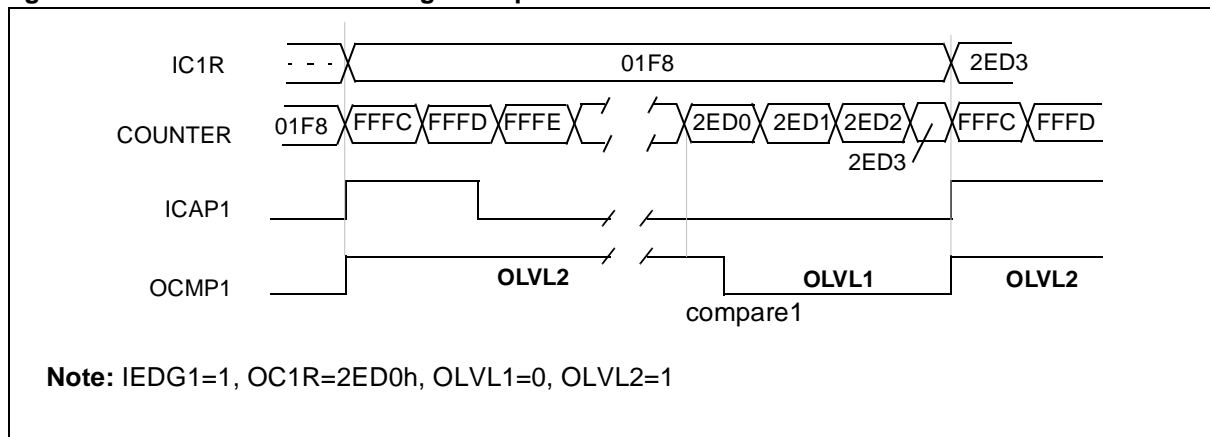 IC1R - - - 01F8 2ED3
COUNTER 01F8 FFFC FFFD FFFE 2ED0 2ED1 2ED2 FFFC FFFD
2ED3
ICAP1
OCMP1 OLVL2 OLVL1 OLVL2
compare1
Note: IEDG1=1, OC1R=2ED0h, OLVL1=0, OLVL2=1